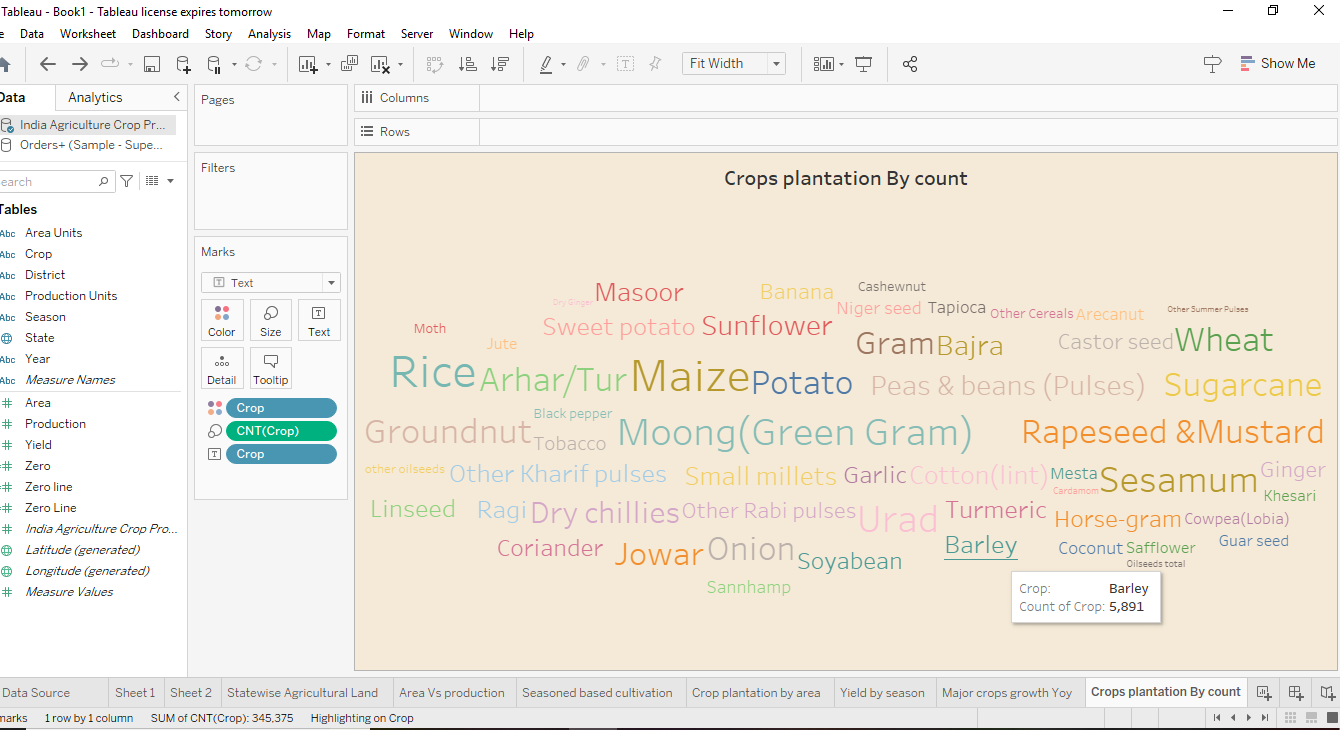 Tableau - Book1 - Tableau license expires tomorrow
Data Worksheet Dashboard Story Analysis Map Format Server Window Help
Fit Width
Show Me
Data Analytics
India Agriculture Crop Pr...
Orders+ (Sample - Supe...
earch
Tables
Abc Area Units
Abc Crop
Abc District
Abc Production Units
Abc Season
State
Abc Year
Abc Measure Names
Area
Production
Yield
Zero
Zero line
Zero Line
India Agriculture Crop Pro...
Latitude (generated)
Longitude (generated)
Measure Values
Pages
Filters
Marks
Text
Color Size Text
Detail Tooltip
Crop
CNT(Crop)
Crop
Columns
Rows
Crops plantation By count
Cashewnut
Dry Ginger Masoor Banana
Niger seed Tapioca Other Cereals Arecanut Other Summer Pulses
Moth Sweet potato Sunflower
Jute Gram Bajra Castor seed Wheat
Rice Arhar/Tur Maize Potato Peas & beans (Pulses) Sugarcane
Black pepper
Groundnut Tobacco Moong(Green Gram) Rapeseed &Mustard
other oilseeds Other Kharif pulses Small millets Garlic Cotton(lint) Mesta Cardamom Sesamum Ginger
Khesari
Linseed Ragi Dry chillies Other Rabi pulses Urad Turmeric Horse-gram Cowpea(Lobia)
Coriander Jowar Onion Soyabean Barley Coconut Safflower Guar seed
Oilseeds total
Sannhamp
Crop: Barley
Count of Crop: 5,891
Data Source Sheet 1 Sheet 2 Statewise Agricultural Land Area Vs production Seasoned based cultivation Crop plantation by area Yield by season Major crops growth Yoy Crops plantation By count
marks 1 row by 1 column SUM of CNT(Crop): 345,375 Highlighting on Crop